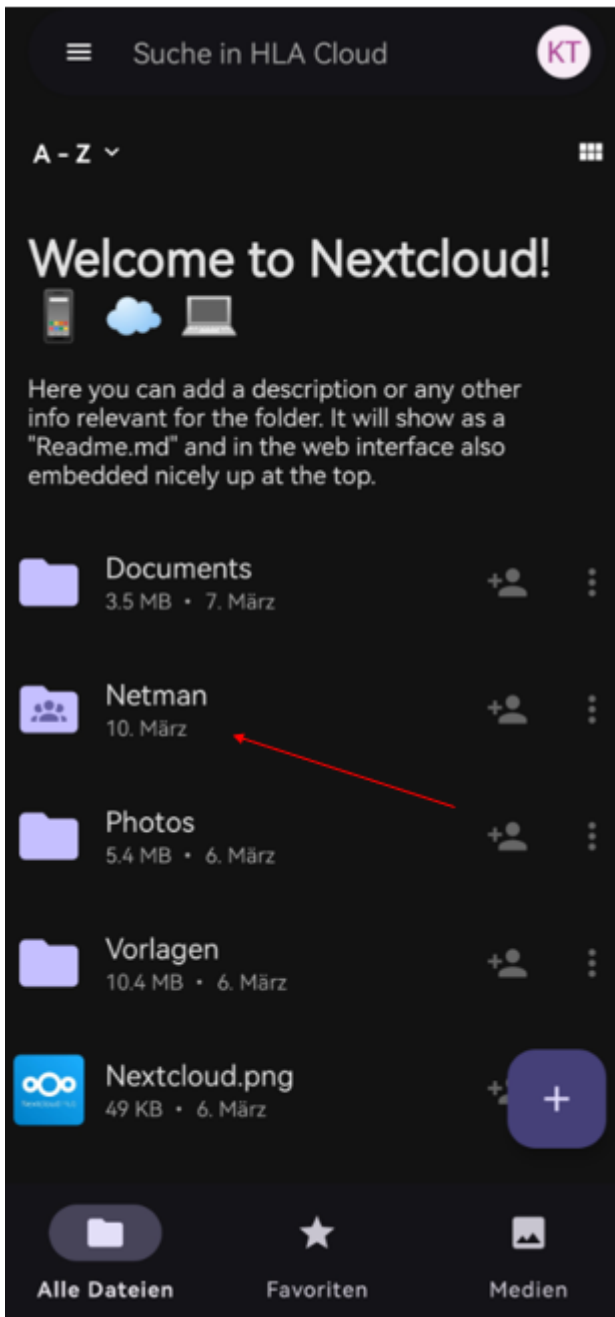 Suche in HLA Cloud
KT
A - Z
Welcome to Nextcloud!
Here you can add a description or any other
info relevant for the folder. It will show as a
"Readme.md" and in the web interface also
embedded nicely up at the top.
Documents
3.5 MB • 7. März
Netman
10. März
Photos
5.4 MB • 6. März
Vorlagen
10.4 MB • 6. März
Nextcloud.png
49 KB • 6. März
Alle Dateien
Favoriten
Medien